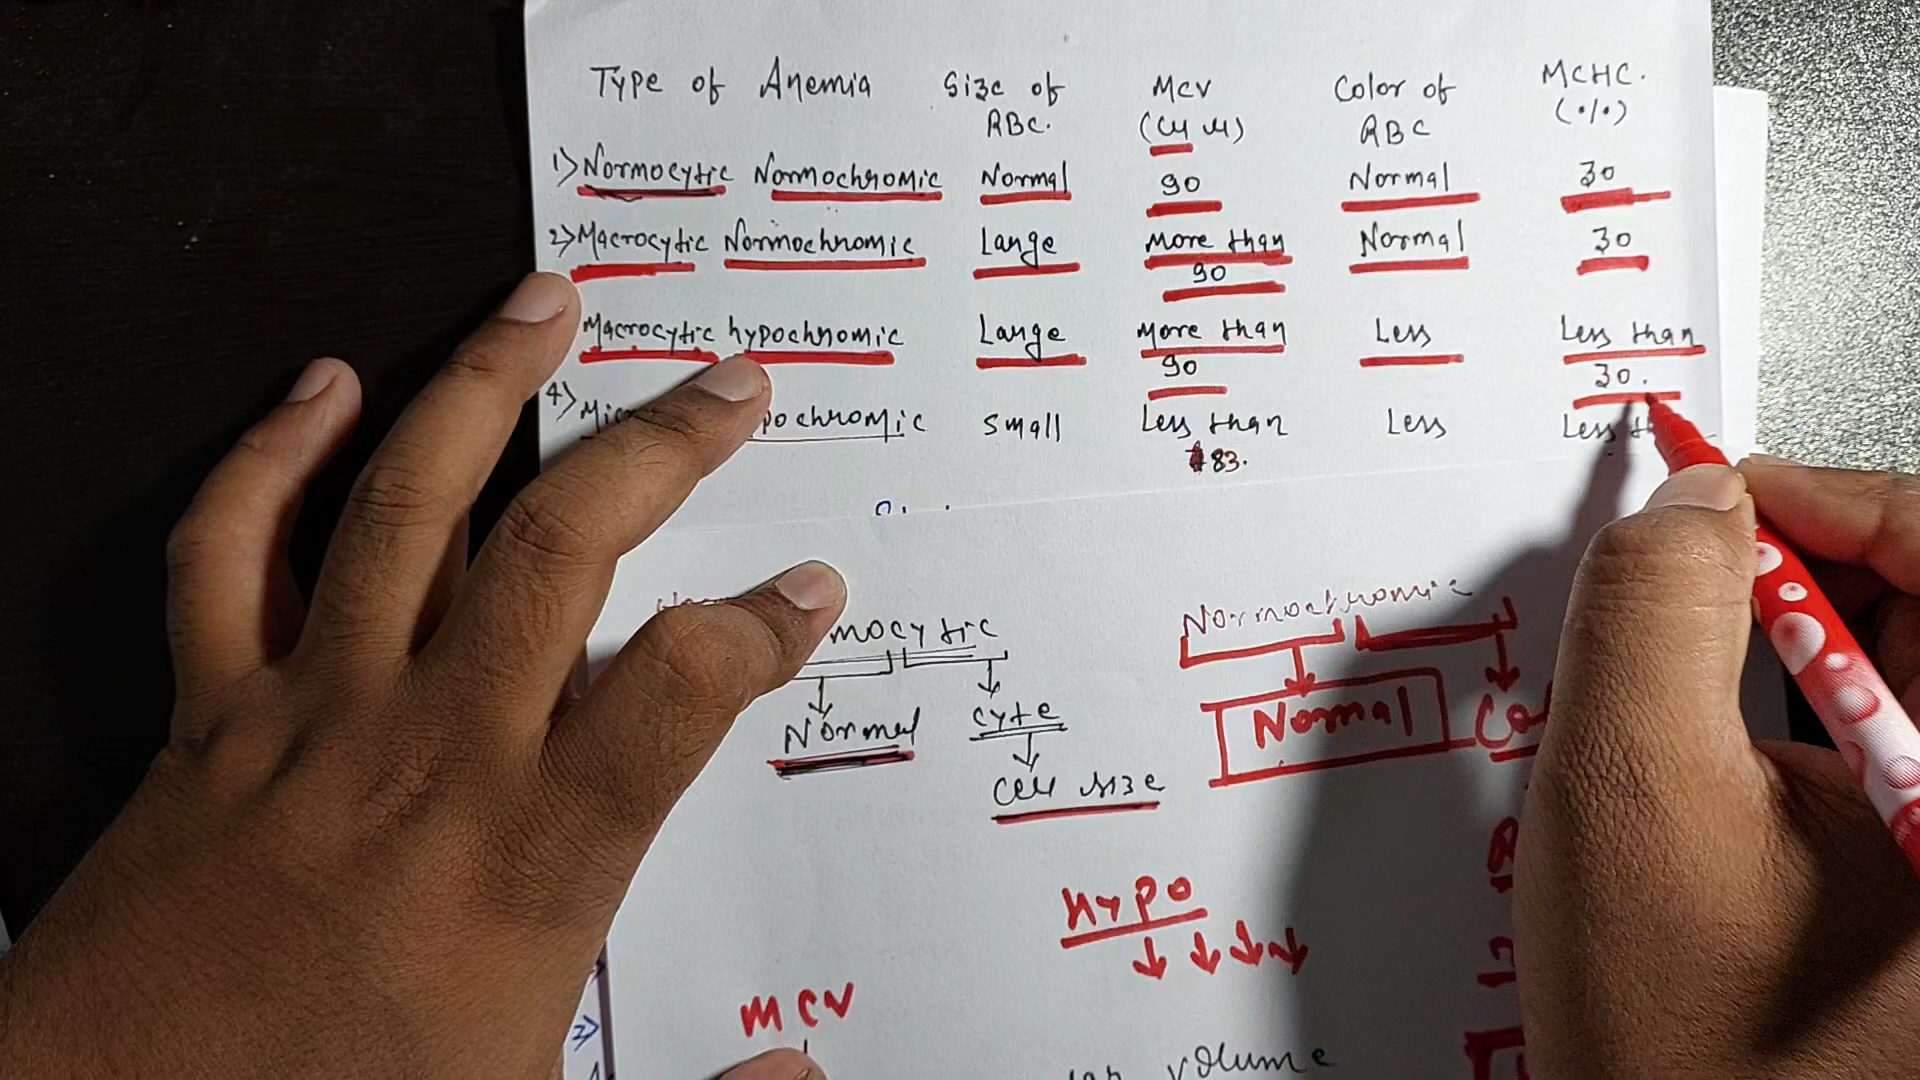 Type of Anemia Size of RBC. MCV (Cu u) Color of RBC MCHC. (%)
1) Normocytic Normochromic Normal 90 Normal 30
2) Macrocytic Normochromic Large More than 90 Normal 30
Macrocytic hypochromic Large More than 90 Less Less than 30.
4) pochromic Small Less than 83. Less Less
mocytic
Normal
cyte
Cell size
Normochromic
Normal
Hypo
MCV
volume